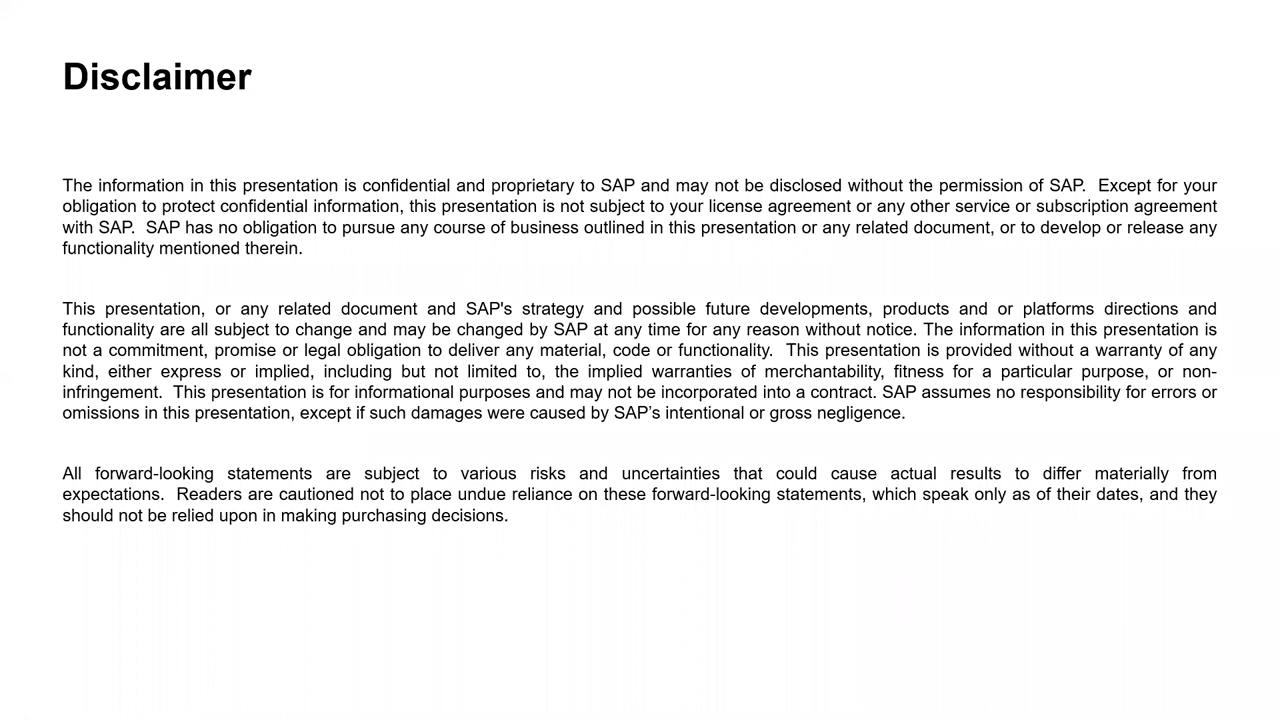 Disclaimer
The information in this presentation is confidential and proprietary to SAP and may not be disclosed without the permission of SAP.  Except for your
obligation to protect confidential information, this presentation is not subject to your license agreement or any other service or subscription agreement
with SAP.  SAP has no obligation to pursue any course of business outlined in this presentation or any related document, or to develop or release any
functionality mentioned therein.
This presentation, or any related document and SAP's strategy and possible future developments, products and or platforms directions and
functionality are all subject to change and may be changed by SAP at any time for any reason without notice. The information in this presentation is
not a commitment, promise or legal obligation to deliver any material, code or functionality.  This presentation is provided without a warranty of any
kind, either express or implied, including but not limited to, the implied warranties of merchantability, fitness for a particular purpose, or non-
infringement.  This presentation is for informational purposes and may not be incorporated into a contract. SAP assumes no responsibility for errors or
omissions in this presentation, except if such damages were caused by SAP’s intentional or gross negligence.
All forward-looking statements are subject to various risks and uncertainties that could cause actual results to differ materially from
expectations.  Readers are cautioned not to place undue reliance on these forward-looking statements, which speak only as of their dates, and they
should not be relied upon in making purchasing decisions.